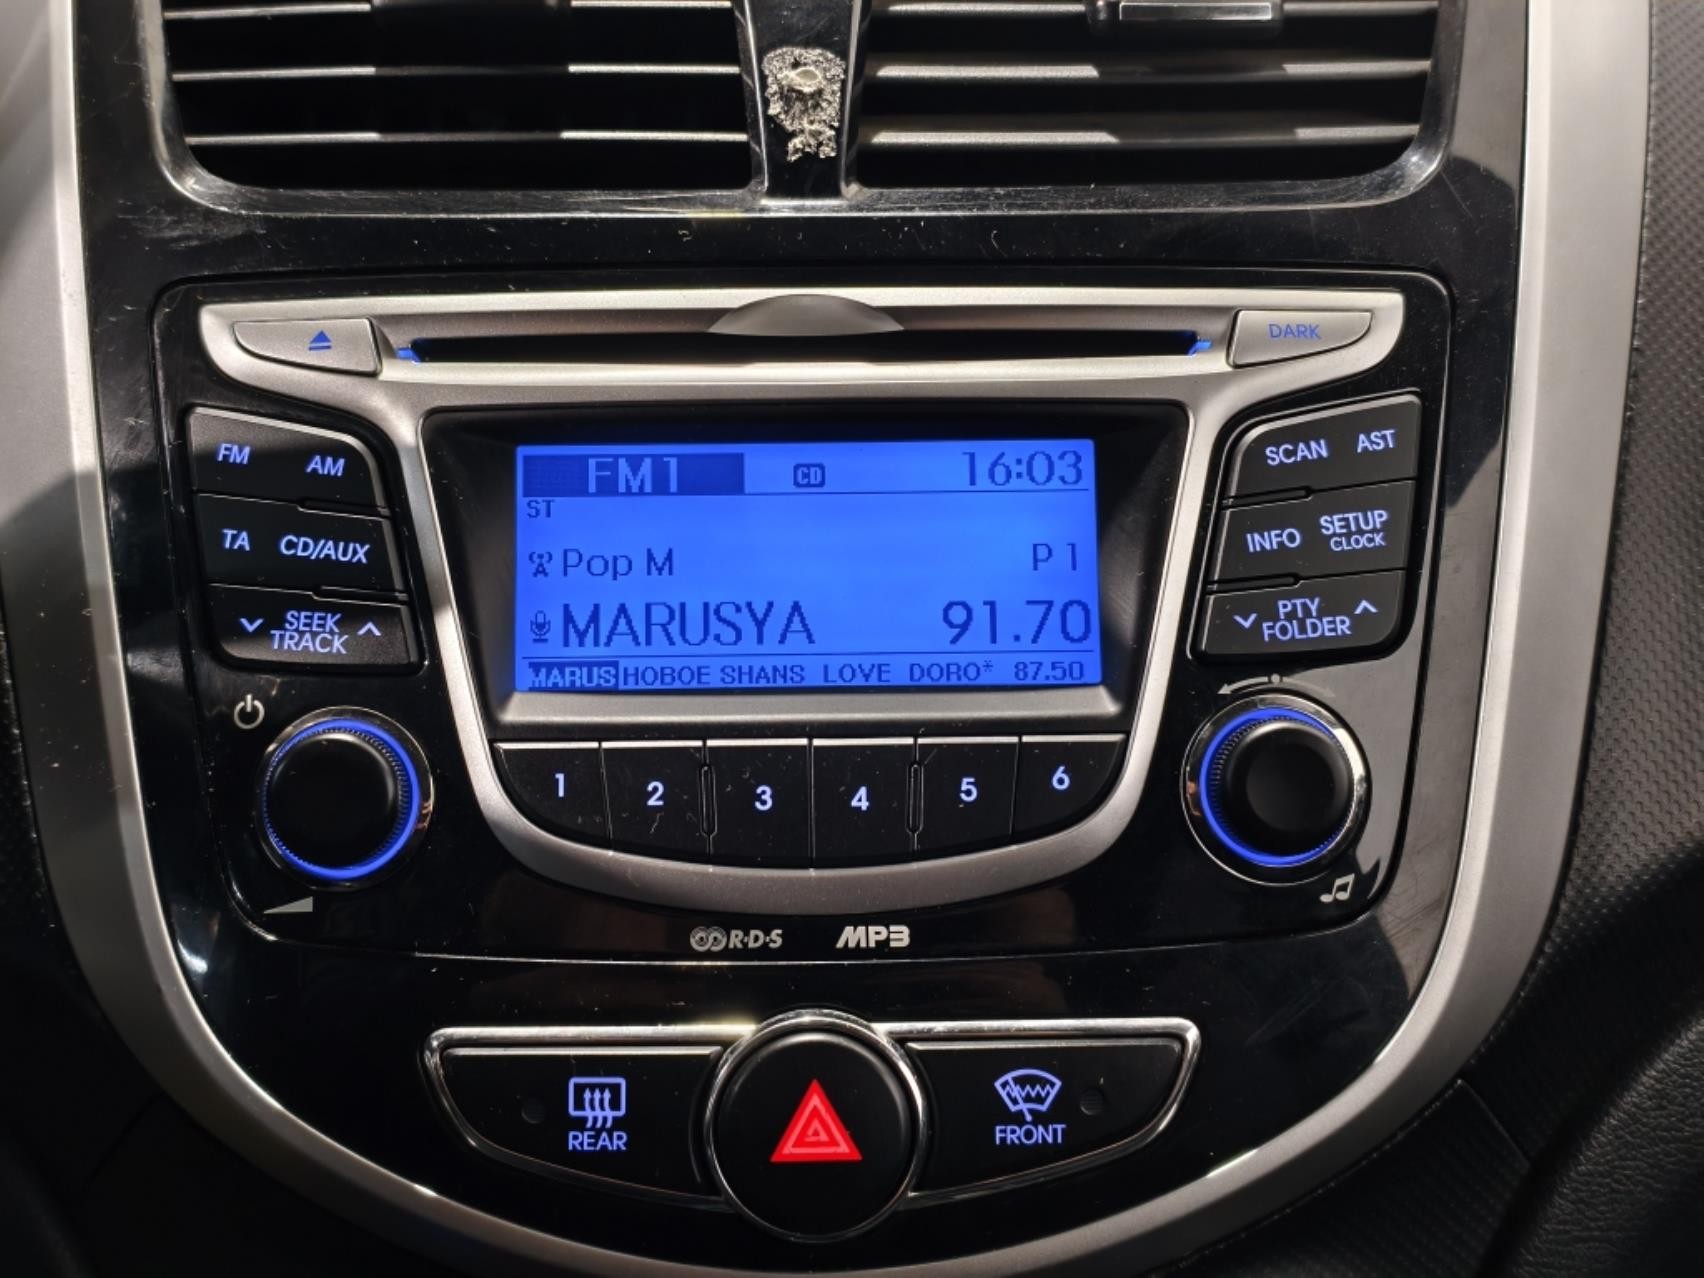 DARK
FM AM
SCAN AST
FM1 CD 16:03
ST
TA CD/AUX
INFO SETUP
CLOCK
Pop M P 1
SEEK
TRACK
PTY
FOLDER
MARUSYA 91.70
MARUS HOBOE SHANS LOVE DORO* 87.50
1 2 3 4 5 6
R·D·S MP3
REAR
FRONT